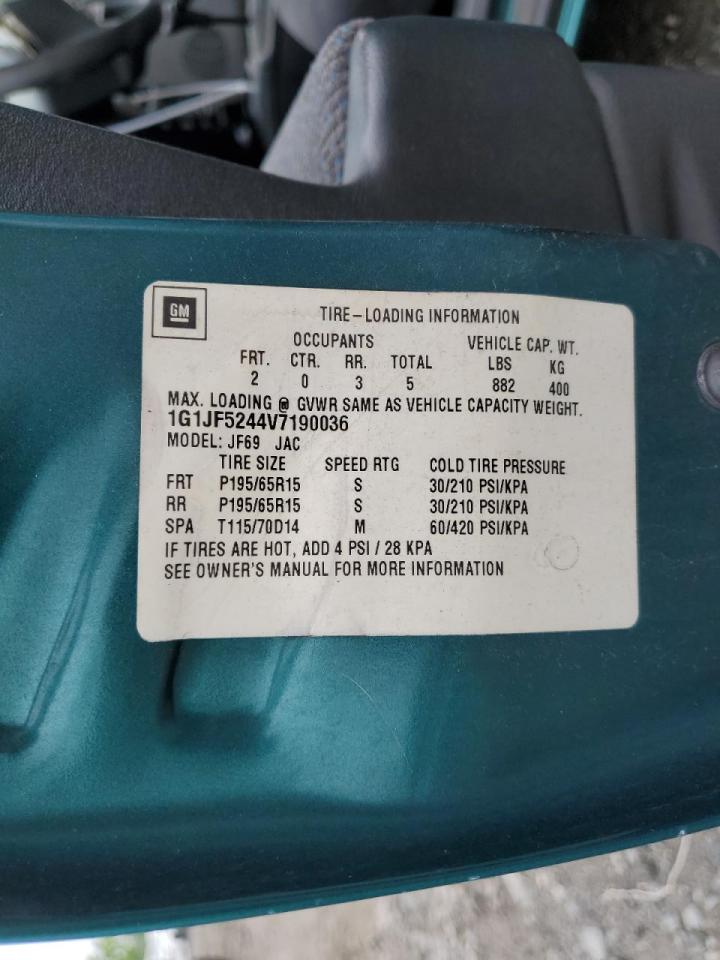 GM
TIRE-LOADING INFORMATION
OCCUPANTS VEHICLE CAP. WT.
FRT. CTR. RR. TOTAL LBS KG
2 0 3 5 882 400
MAX. LOADING @ GVWR SAME AS VEHICLE CAPACITY WEIGHT.
1G1JF5244V7190036
MODEL: JF69 JAC
TIRE SIZE SPEED RTG COLD TIRE PRESSURE
FRT P195/65R15 S 30/210 PSI/KPA
RR P195/65R15 S 30/210 PSI/KPA
SPA T115/70D14 M 60/420 PSI/KPA
IF TIRES ARE HOT, ADD 4 PSI / 28 KPA
SEE OWNER'S MANUAL FOR MORE INFORMATION